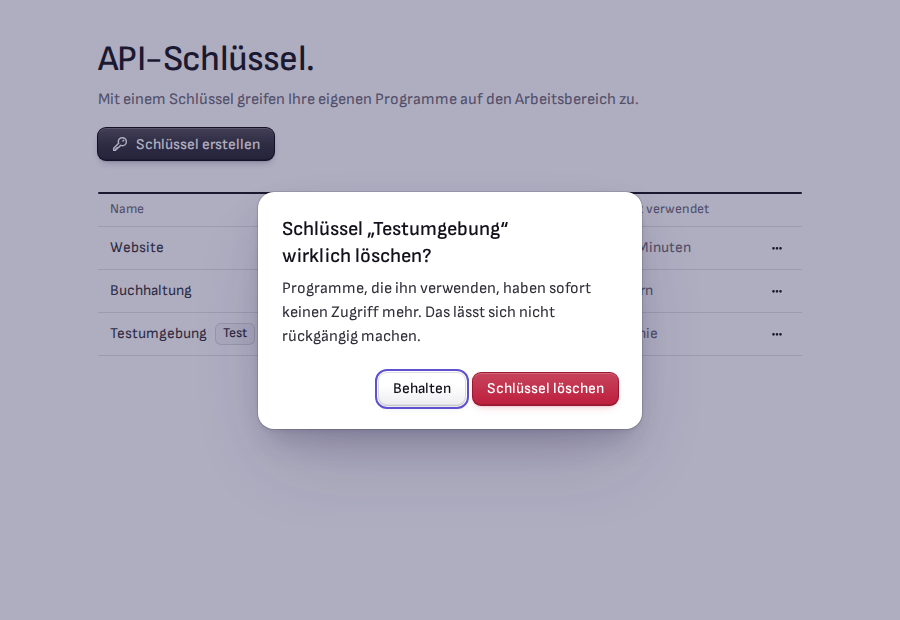 API-Schlüssel.
Mit einem Schlüssel greifen Ihre eigenen Programme auf den Arbeitsbereich zu.
Schlüssel erstellen
Name verwendet
Website Minuten
Buchhaltung
Testumgebung Test
Schlüssel „Testumgebung“
wirklich löschen?
Programme, die ihn verwenden, haben sofort
keinen Zugriff mehr. Das lässt sich nicht
rückgängig machen.
Behalten Schlüssel löschen